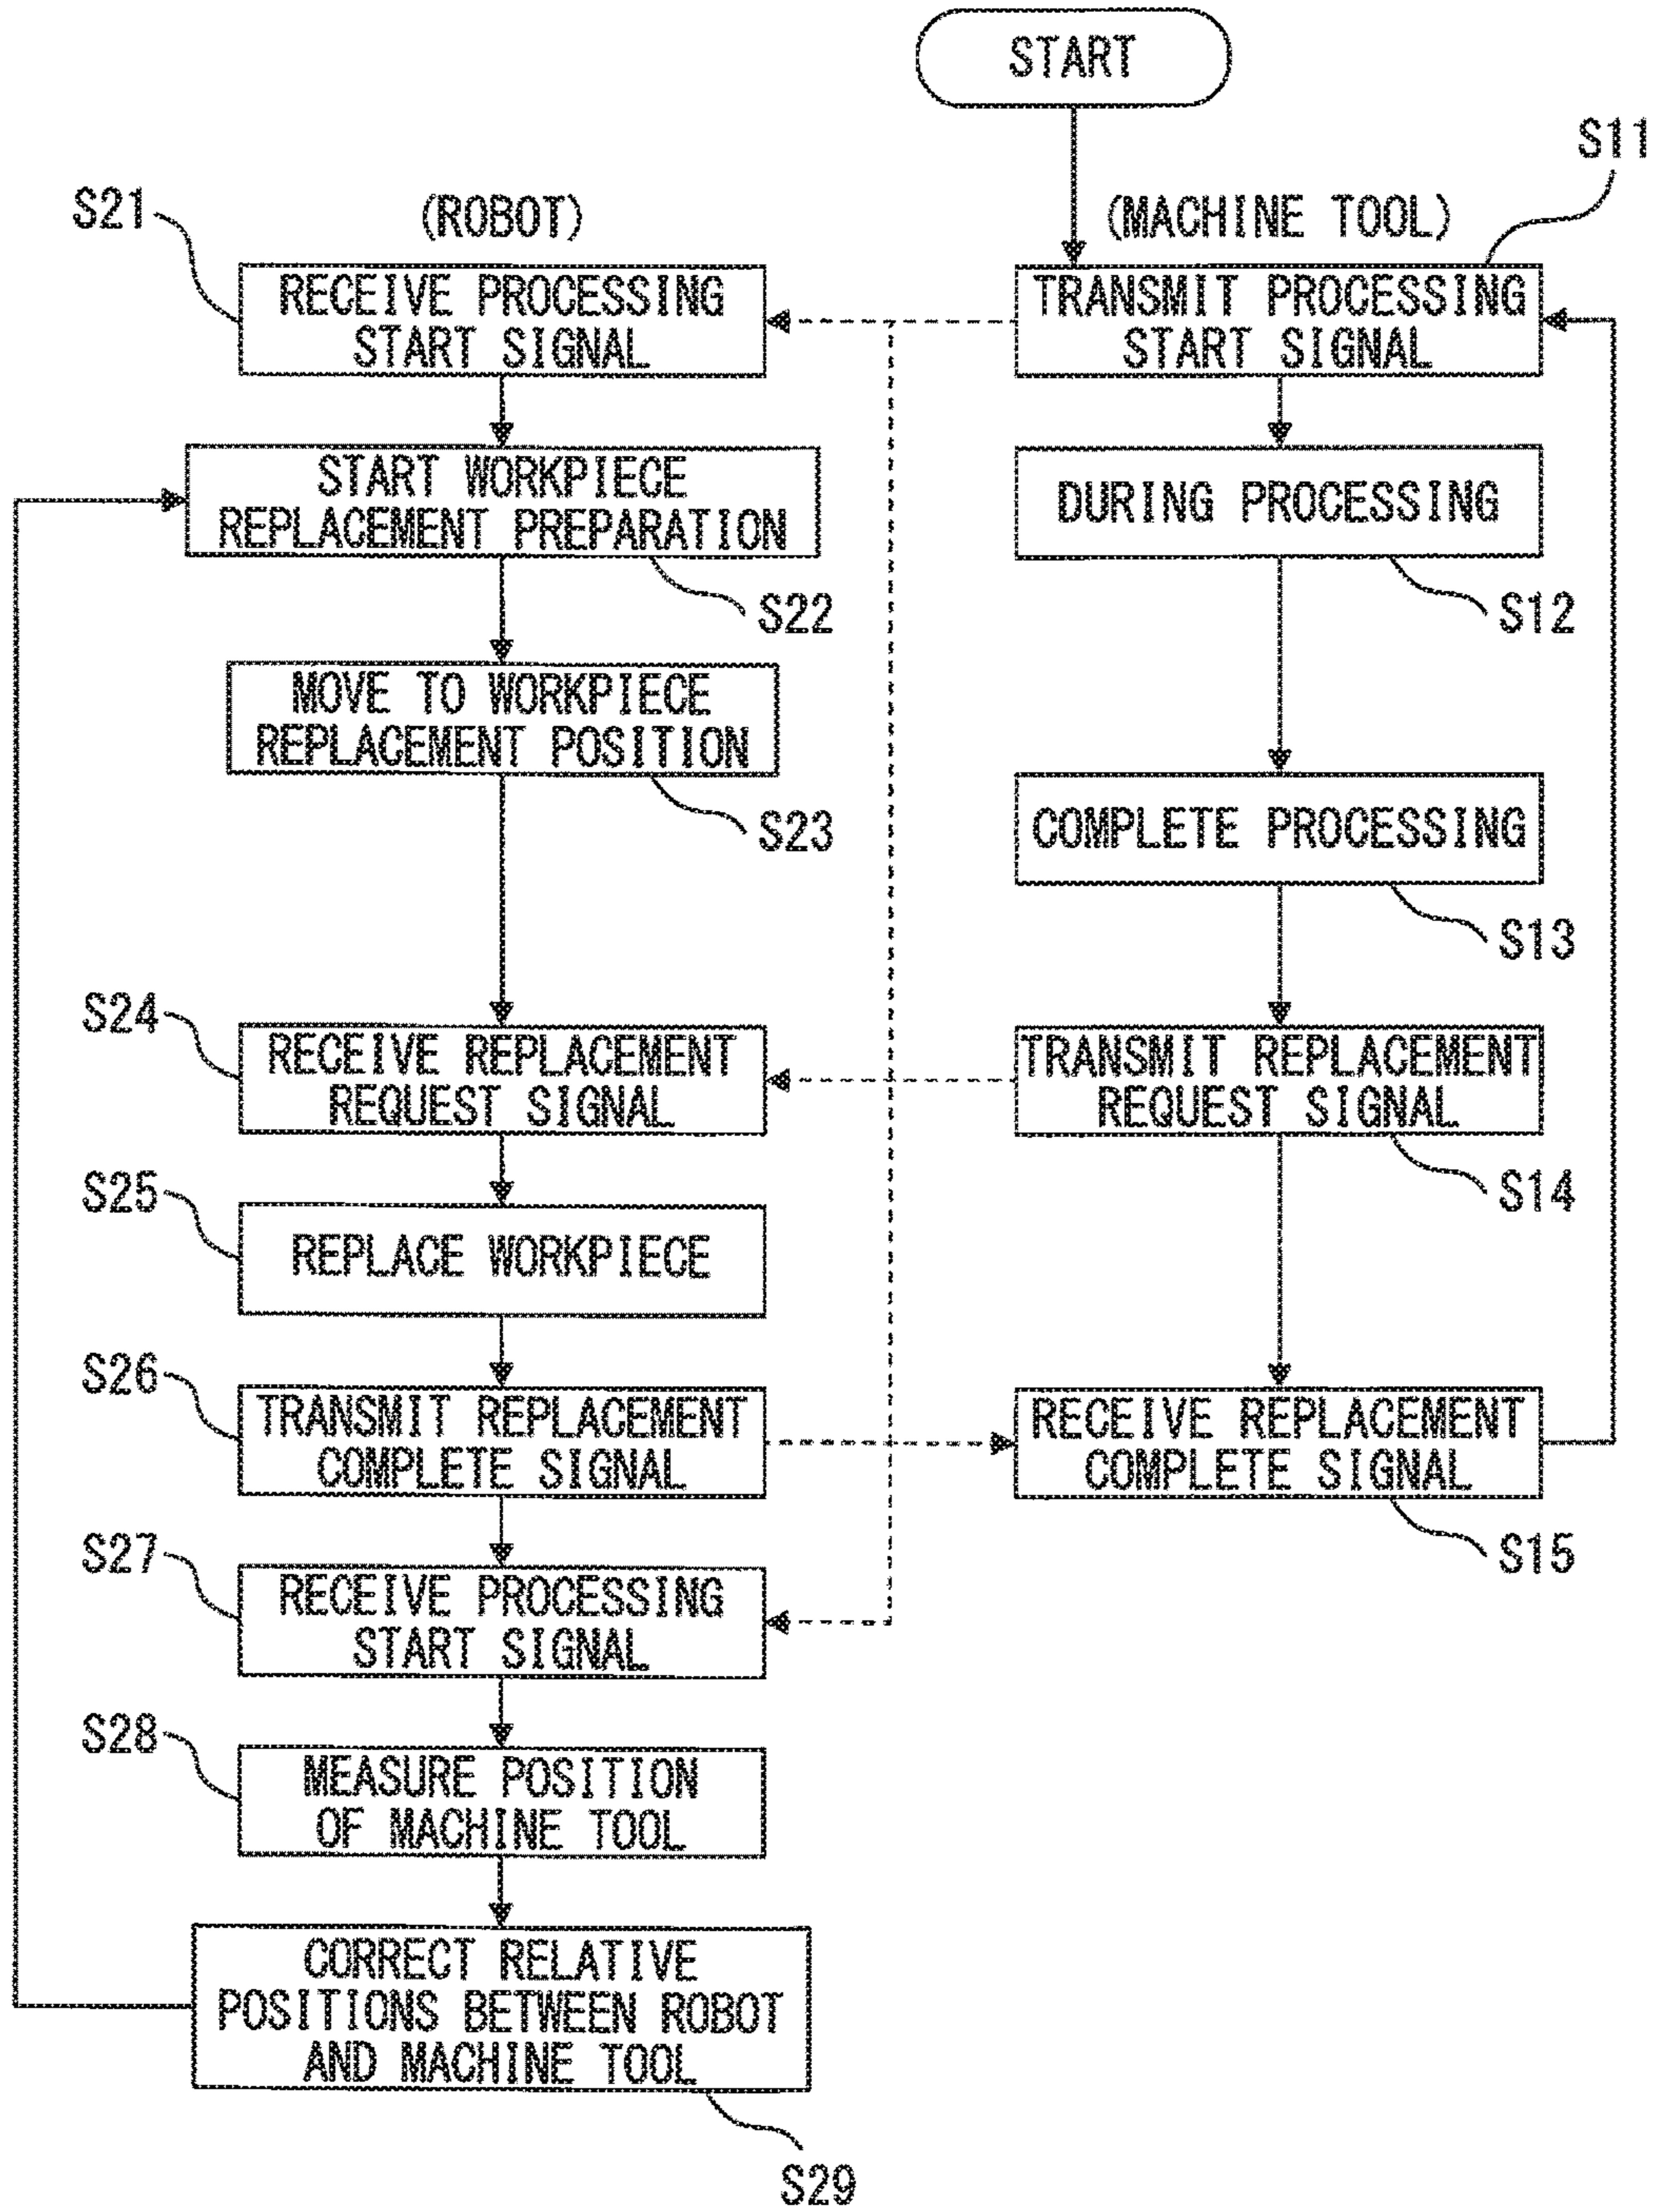 START
S11
S21
(ROBOT)
(MACHINE TOOL)
RECEIVE PROCESSING
START SIGNAL
TRANSMIT PROCESSING
START SIGNAL
START WORKPIECE
REPLACEMENT PREPARATION
DURING PROCESSING
S22
S12
MOVE TO WORKPIECE
REPLACEMENT POSITION
S23
COMPLETE PROCESSING
S13
S24
RECEIVE REPLACEMENT
REQUEST SIGNAL
TRANSMIT REPLACEMENT
REQUEST SIGNAL
S14
S25
REPLACE WORKPIECE
S26
TRANSMIT REPLACEMENT
COMPLETE SIGNAL
RECEIVE REPLACEMENT
COMPLETE SIGNAL
S15
S27
RECEIVE PROCESSING
START SIGNAL
S28
MEASURE POSITION
OF MACHINE TOOL
CORRECT RELATIVE
POSITIONS BETWEEN ROBOT
AND MACHINE TOOL
S29